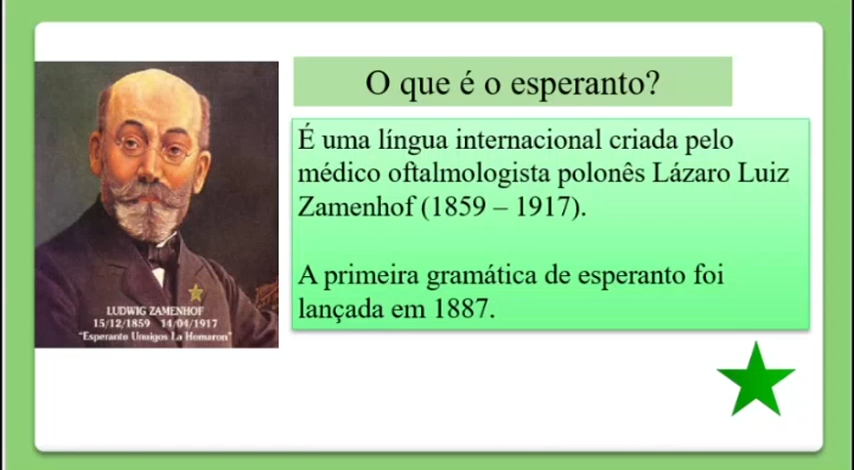 O que é o esperanto?
É uma língua internacional criada pelo
médico oftalmologista polonês Lázaro Luiz
Zamenhof (1859 – 1917).
A primeira gramática de esperanto foi
lançada em 1887.
LUDWIG ZAMENHOF
15/12/1859 14/04/1917
"Esperanto Unuigos La Homaron"